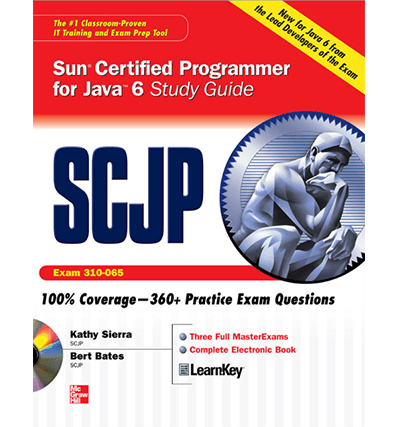 The #1 Classroom-Proven
IT Training and Exam Prep Tool
New for Java 6 from
the Lead Developers of the Exam
Sun® Certified Programmer
for Java™ 6 Study Guide
SCJP
Exam 310-065
100% Coverage—360+ Practice Exam Questions
Kathy Sierra
SCJP
Bert Bates
SCJP
Three Full MasterExams
Complete Electronic Book
LearnKey
Mc
Graw
Hill